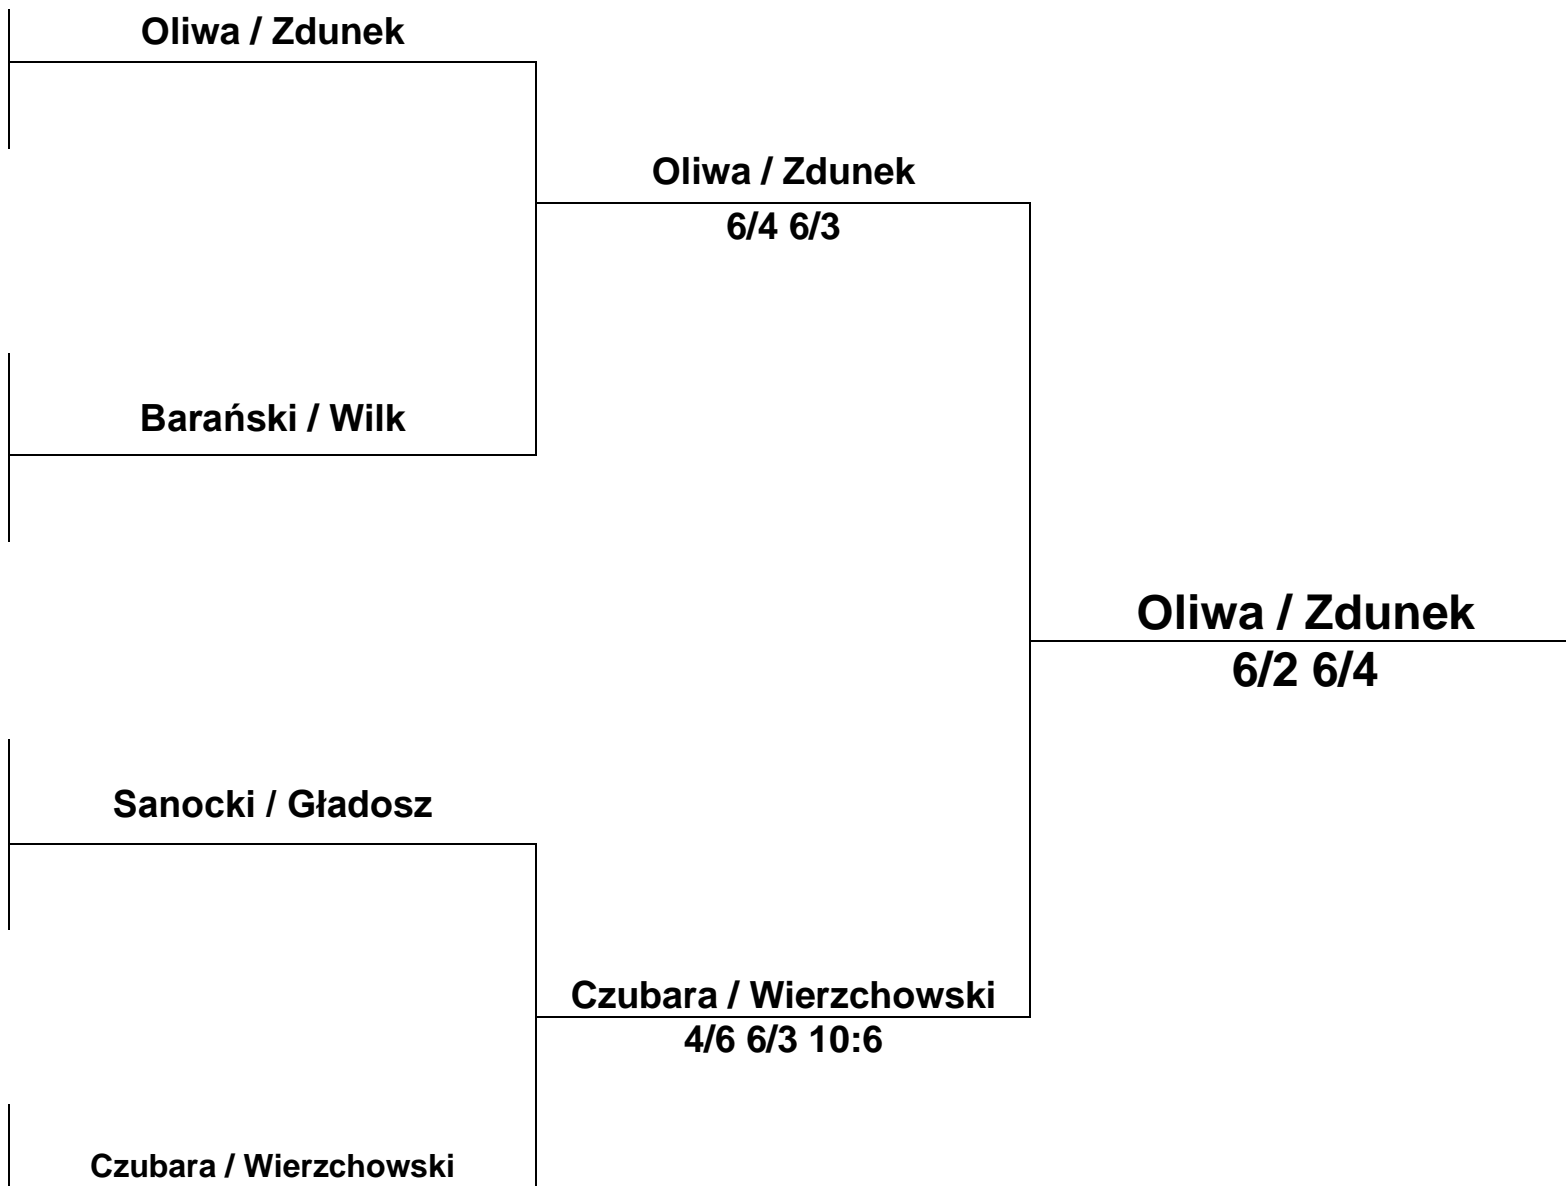 Oliwa / Zdunek
Oliwa / Zdunek
6/4 6/3
Barański / Wilk
Oliwa / Zdunek
6/2 6/4
Sanocki / Gładosz
Czubara / Wierzchowski
4/6 6/3 10:6
Czubara / Wierzchowski